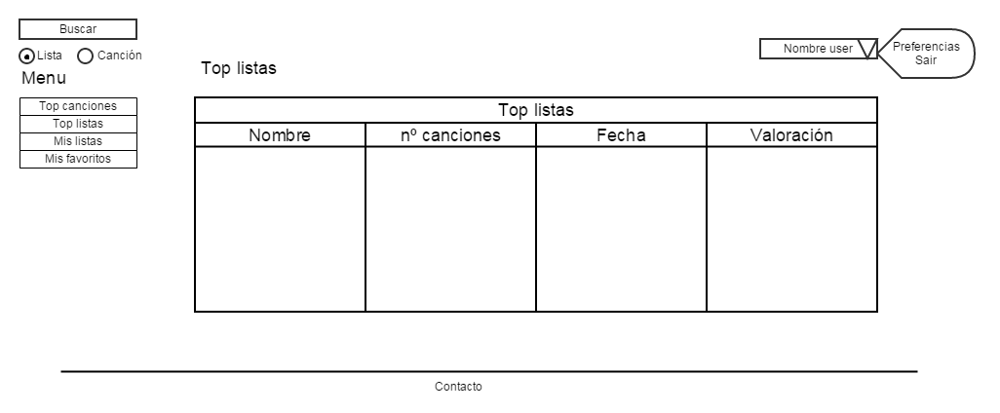 Buscar
Lista
Canción
Menu
Top canciones
Top listas
Mis listas
Mis favoritos
Top listas
Nombre user
Preferencias
Sair
Top listas
Nombre
nº canciones
Fecha
Valoración
Contacto